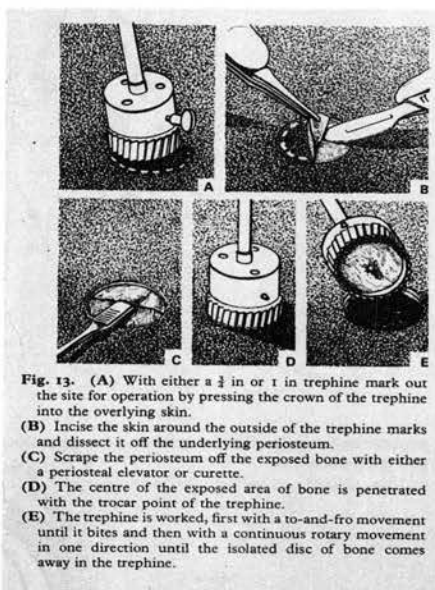 A
B
C
D
E
Fig. 13. (A) With either a ¾ in or 1 in trephine mark out
the site for operation by pressing the crown of the trephine
into the overlying skin.
(B) Incise the skin around the outside of the trephine marks
and dissect it off the underlying periosteum.
(C) Scrape the periosteum off the exposed bone with either
a periosteal elevator or curette.
(D) The centre of the exposed area of bone is penetrated
with the trocar point of the trephine.
(E) The trephine is worked, first with a to-and-fro movement
until it bites and then with a continuous rotary movement
in one direction until the isolated disc of bone comes
away in the trephine.